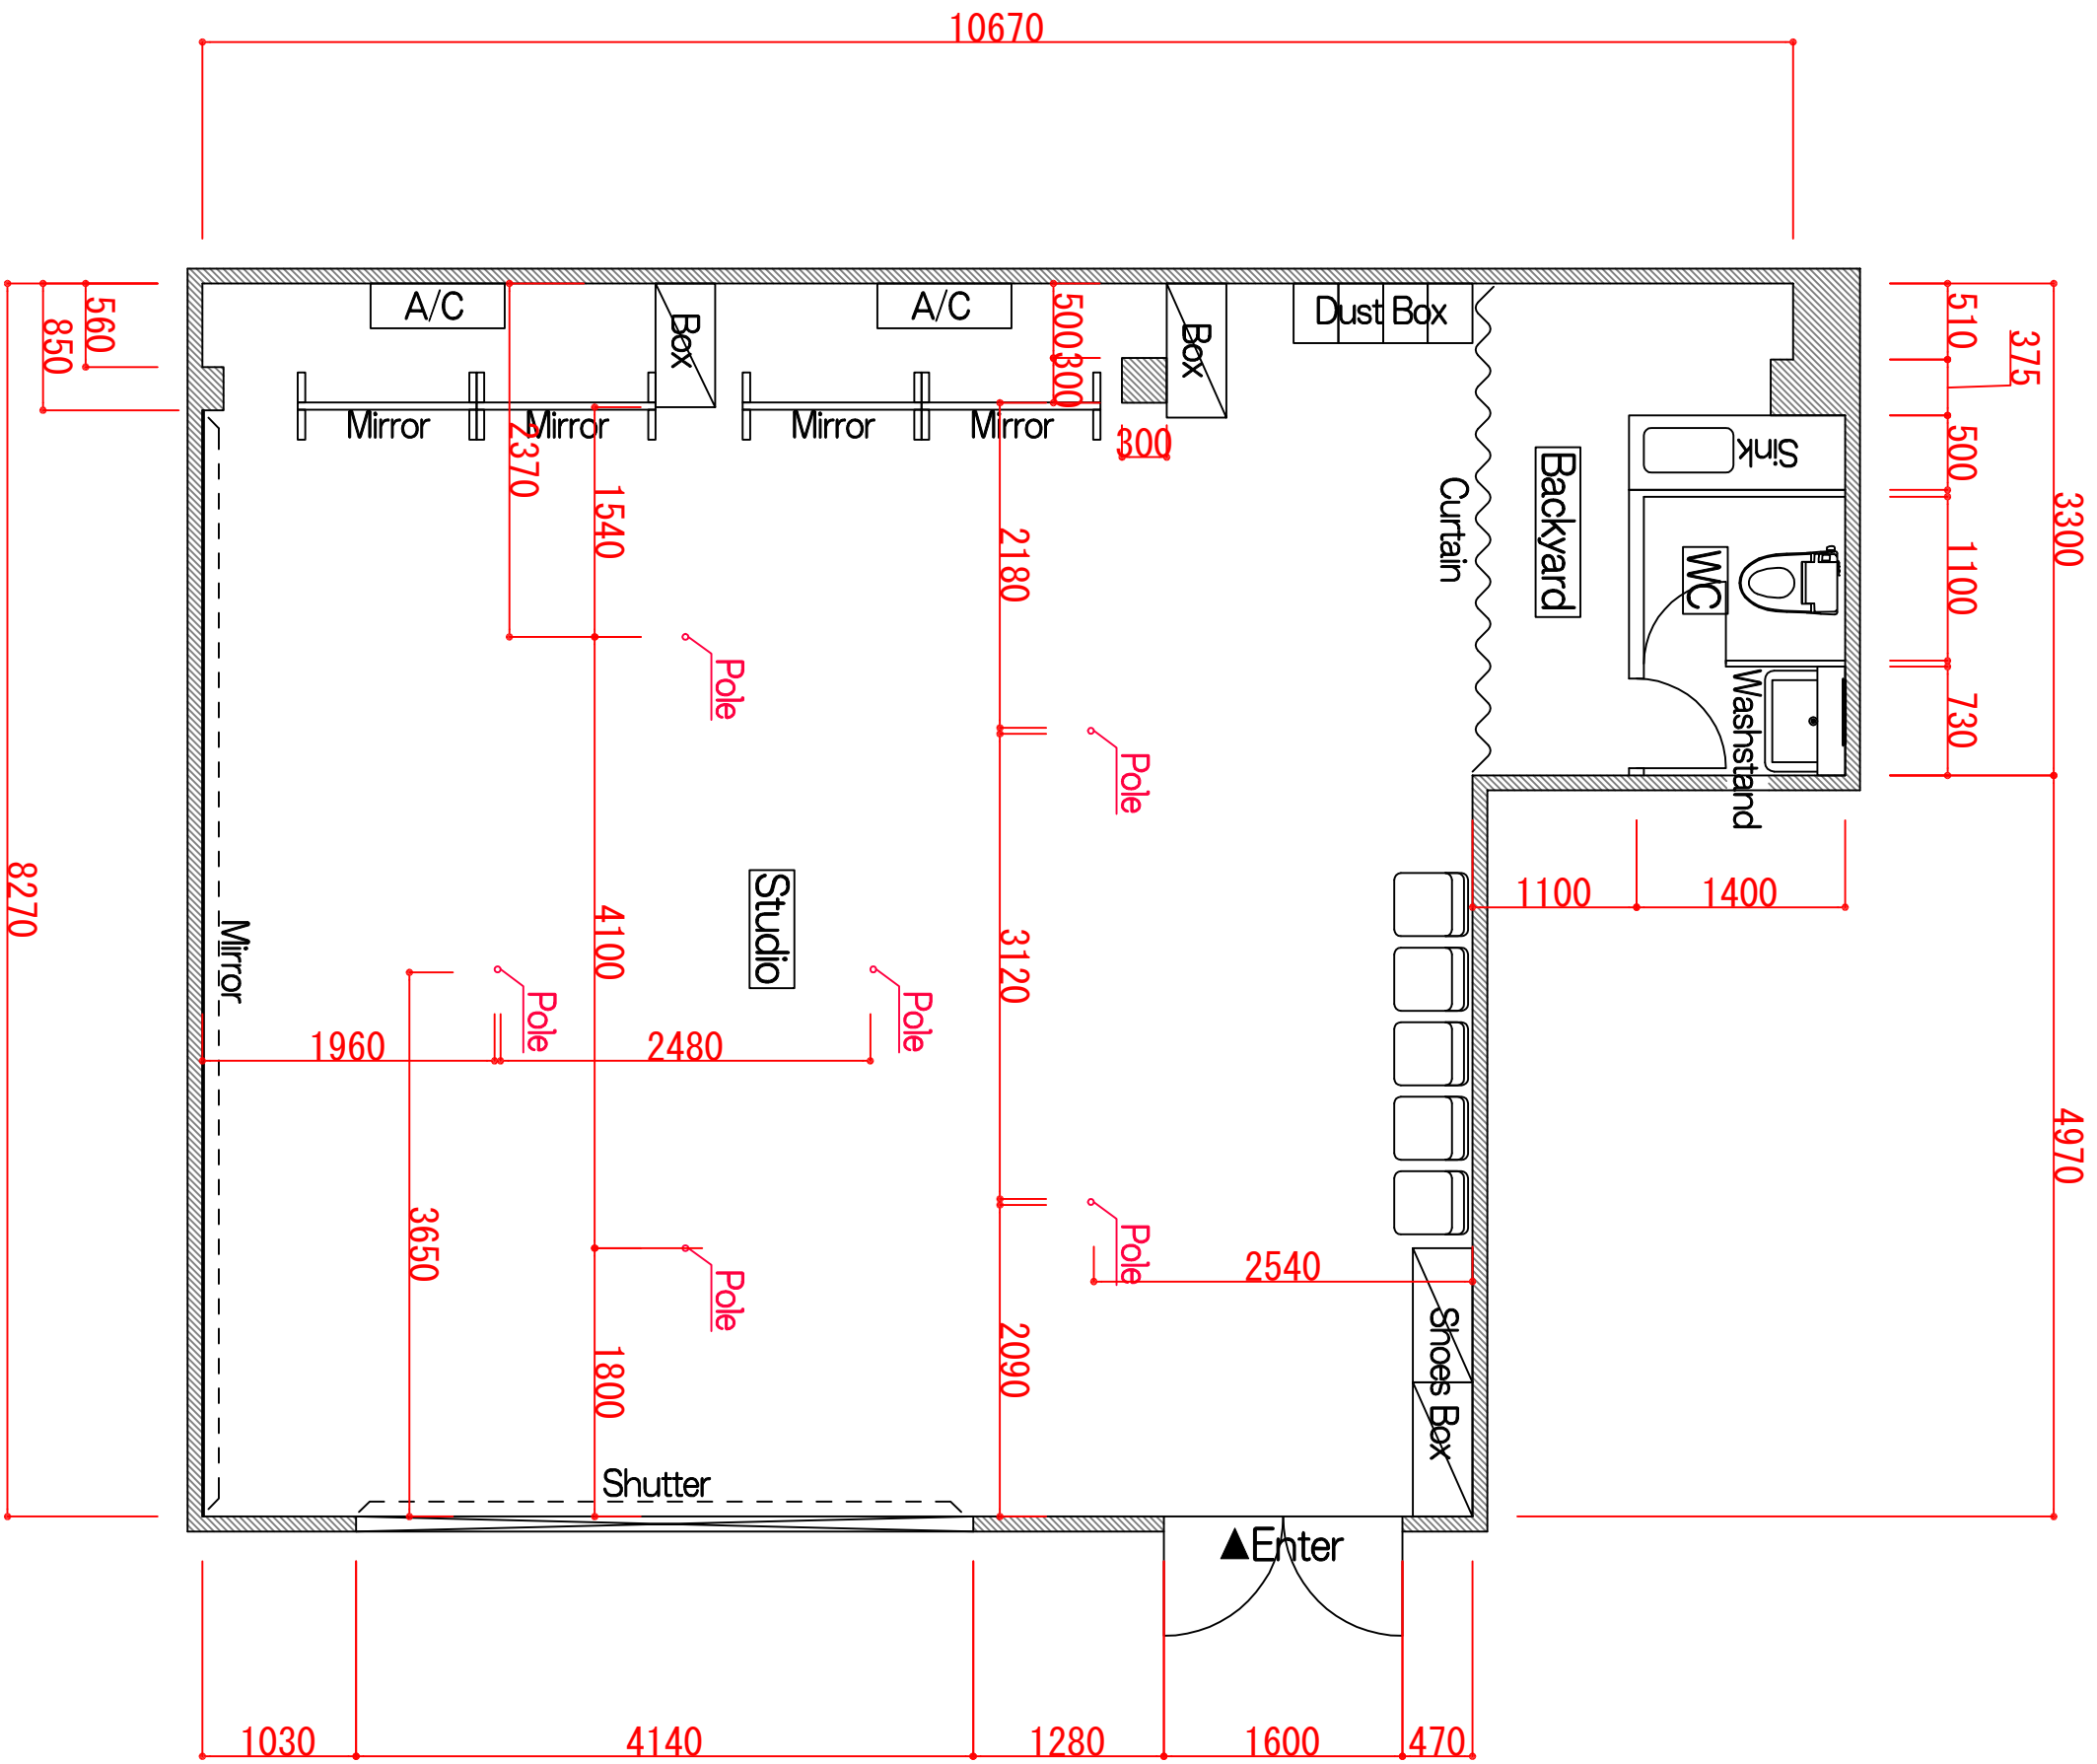 10670
560
850
8270
A/C
Box
A/C
500
300
Box
Dust Box
510
375
500
1100
730
3300
4970
Mirror
Mirror
Mirror
Mirror
300
2370
1540
2180
Curtain
Backyard
Sink
WC
Washstand
Pole
Pole
Studio
4100
3120
1100
1400
Mirror
Pole
Pole
1960
2480
3650
Pole
Pole
2540
1800
2090
Shoes Box
Shutter
▲Enter
1030
4140
1280
1600
470